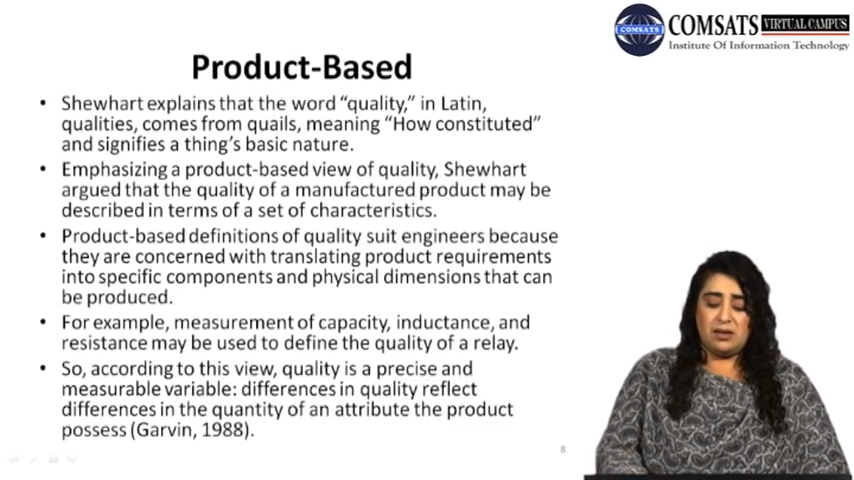 COMSATS VIRTUAL CAMPUS
Institute Of Information Technology
COMSATS
Product-Based
• Shewhart explains that the word “quality,” in Latin,
qualities, comes from quails, meaning “How constituted”
and signifies a thing’s basic nature.
• Emphasizing a product-based view of quality, Shewhart
argued that the quality of a manufactured product may be
described in terms of a set of characteristics.
• Product-based definitions of quality suit engineers because
they are concerned with translating product requirements
into specific components and physical dimensions that can
be produced.
• For example, measurement of capacity, inductance, and
resistance may be used to define the quality of a relay.
• So, according to this view, quality is a precise and
measurable variable: differences in quality reflect
differences in the quantity of an attribute the product
possess (Garvin, 1988).
8